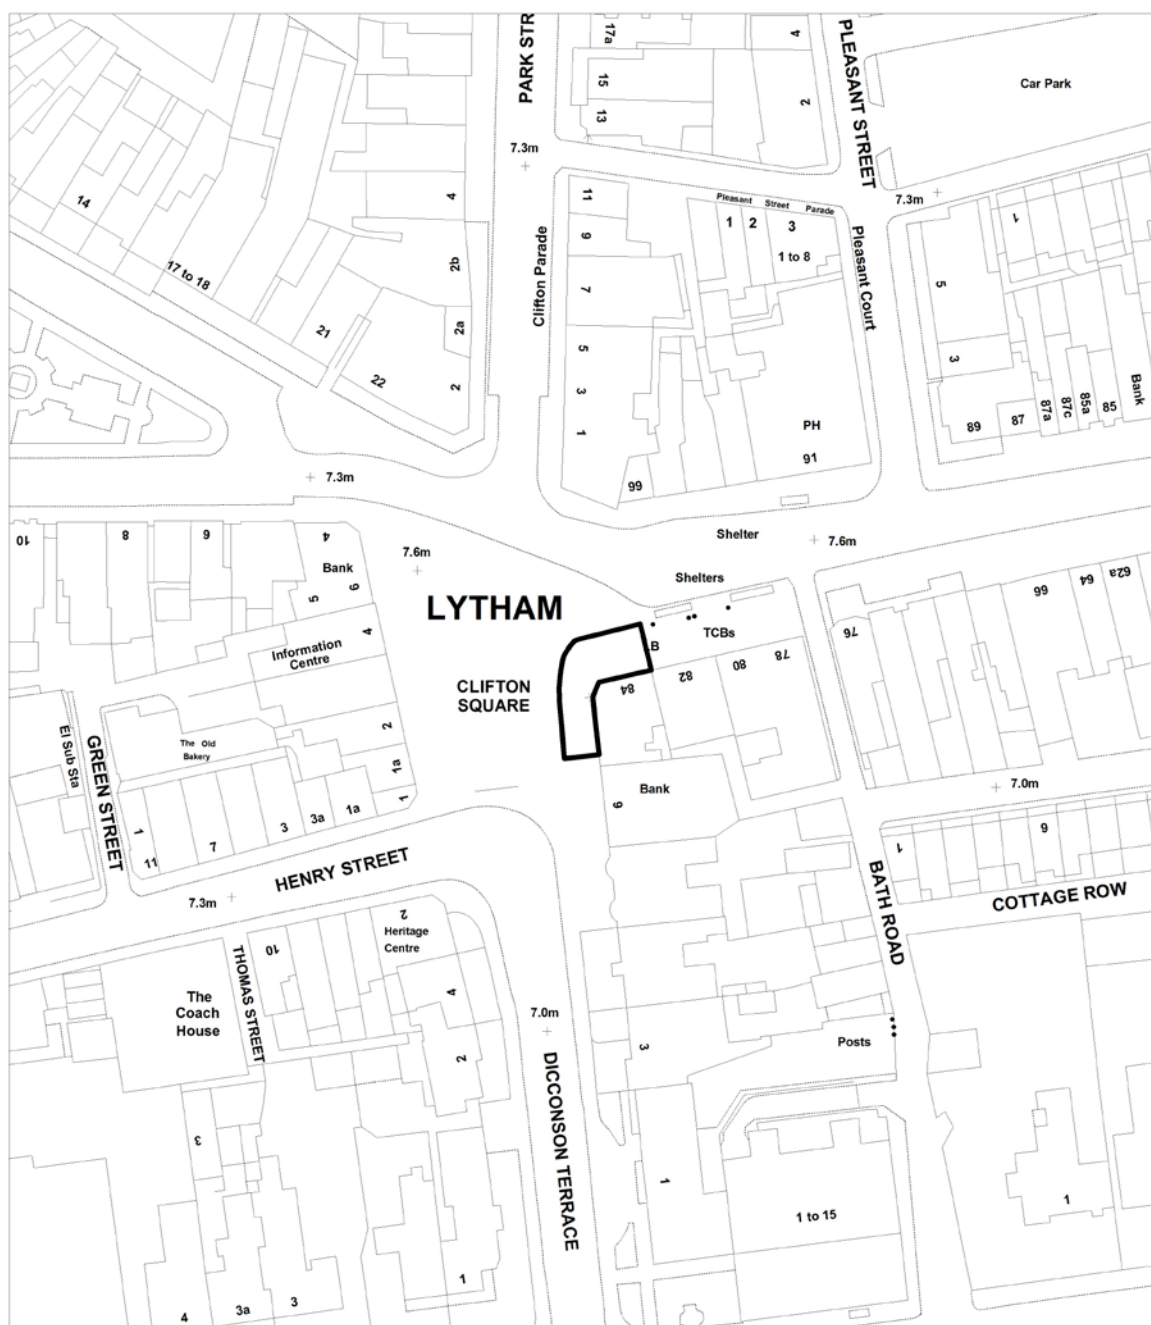 PARK STR
17a
15
13
4
2
PLEASANT STREET
Car Park
7.3m
7.3m
14
4
11
9
7
5
3
1
Clifton Parade
Pleasant Street Parade
1
2
3
1 to 8
Pleasant Court
1
5
3
17 to 18
2b
2a
2
21
22
89
87
87a
87c
85a
85
Bank
PH
91
99
7.3m
Shelter
7.6m
10
8
6
4
Bank
5
6
7.6m
LYTHAM
Shelters
TCBs
LB
84
82
80
78
76
66
64
62a
4
Information
Centre
CLIFTON
SQUARE
El Sub Sta
GREEN STREET
The Old
Bakery
2
1a
1
1
11
7
3
3a
1a
Bank
9
7.0m
1
9
HENRY STREET
7.3m
BATH ROAD
COTTAGE ROW
2
Heritage
Centre
10
THOMAS STREET
The
Coach
House
4
2
7.0m
3
Posts
DICCONSON TERRACE
3
1
1 to 15
1
4
3a
3
1